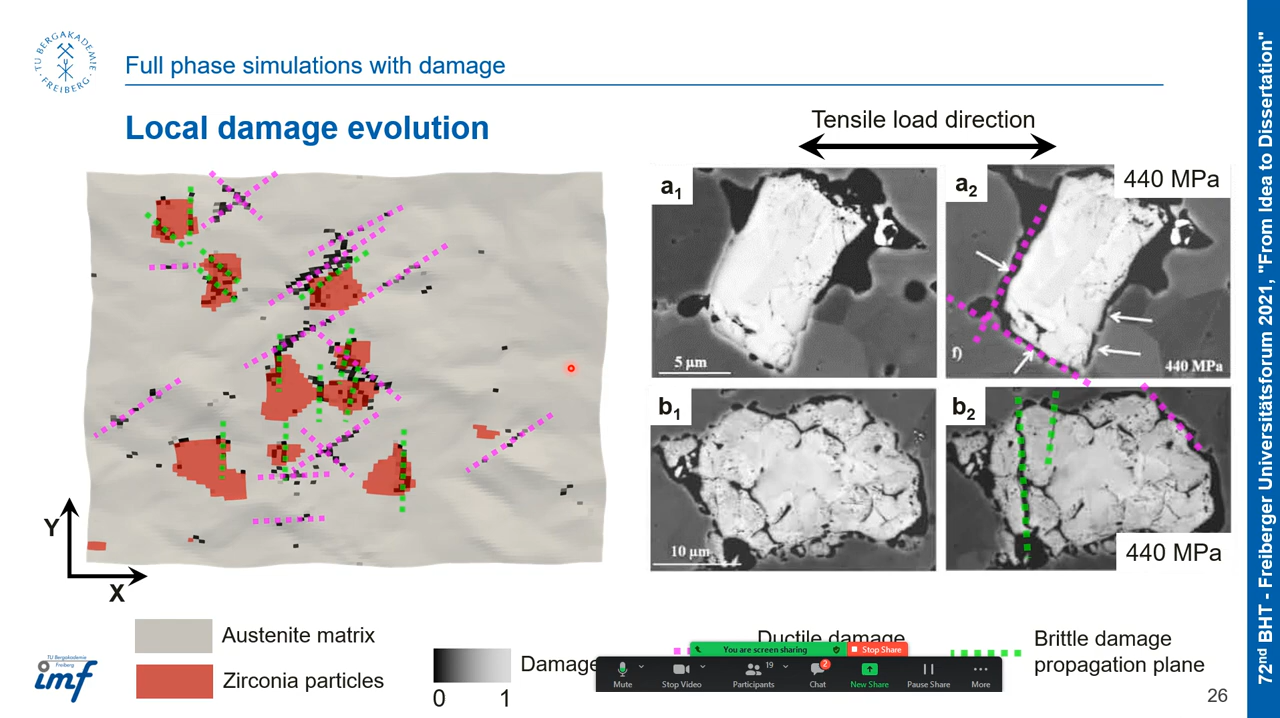 TU BERGAKADEMIE
FREIBERG
Full phase simulations with damage
Local damage evolution
Tensile load direction
a1
5 µm
a2
440 MPa
f)
440 MPa
b1
10 µm
b2
440 MPa
Y
X
Austenite matrix
Zirconia particles
Damage
0
1
Ductile damage
Brittle damage
propagation plane
You are screen sharing
Stop Share
Mute
Stop Video
19
Participants
2
Chat
New Share
Pause Share
More
TU Bergakademie
Freiberg
imf
26
72nd BHT - Freiberger Universitätsforum 2021, "From Idea to Dissertation"